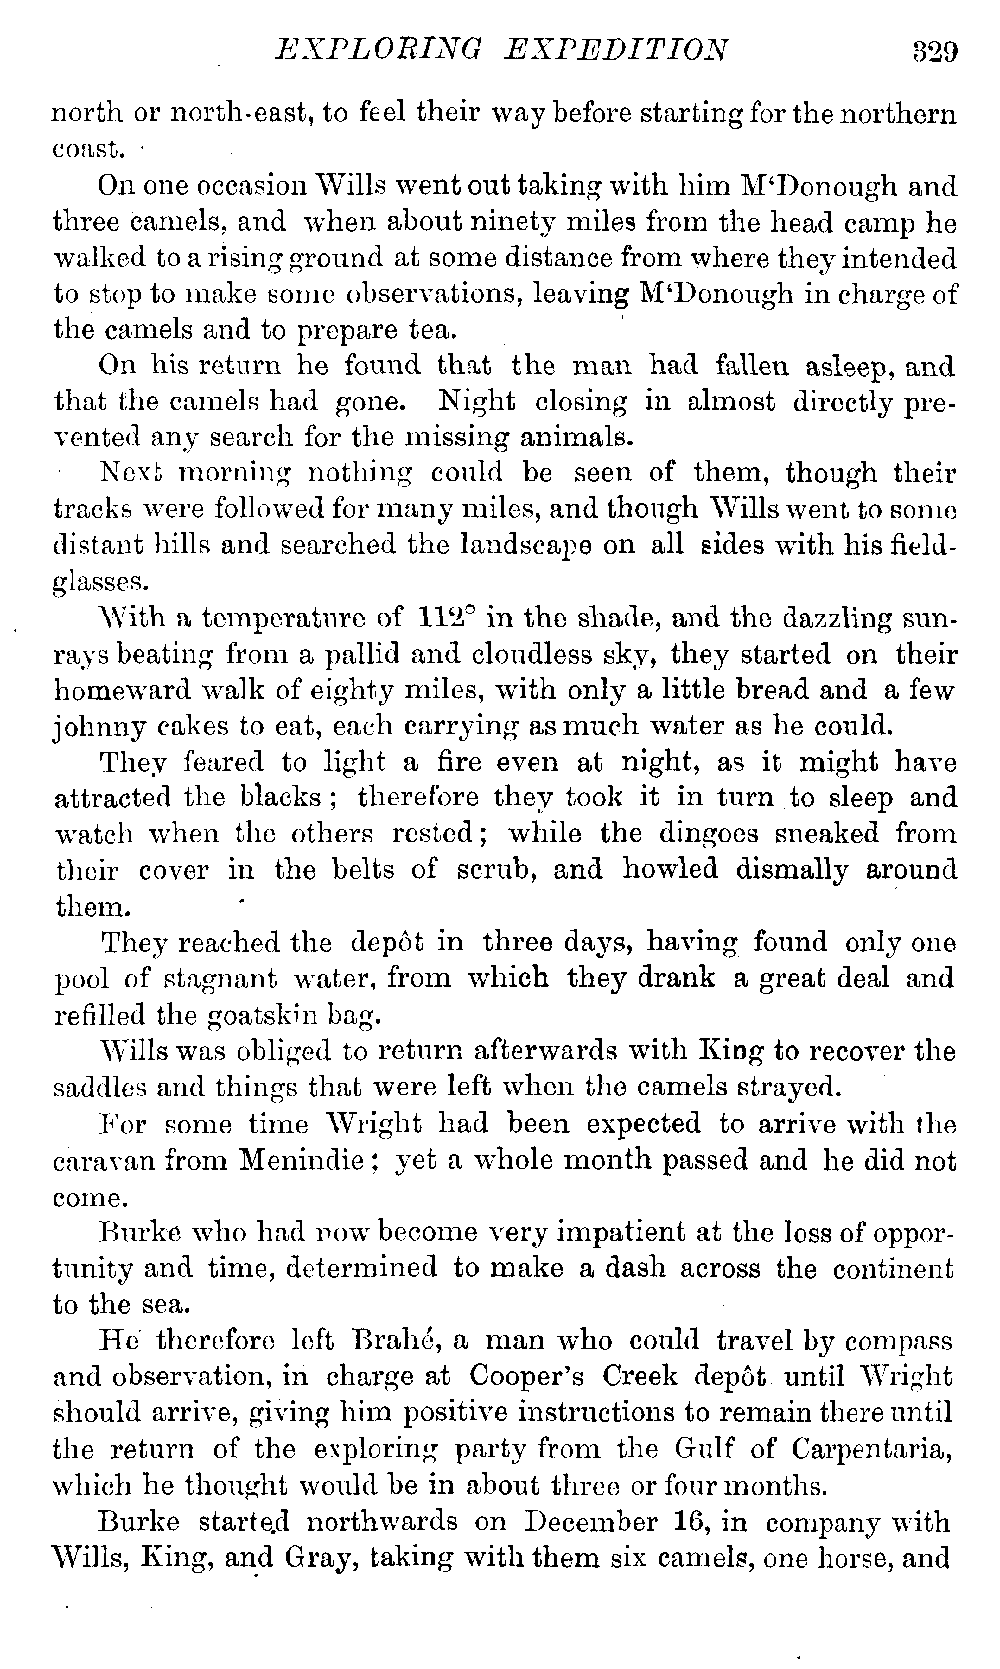 EXPLORING EXPEDITION 329
north or north-east, to feel their way before starting for the northern
coast.
On one occasion Wills went out taking with him M‘Donough and
three camels, and when about ninety miles from the head camp he
walked to a rising ground at some distance from where they intended
to stop to make some observations, leaving M‘Donough in charge of
the camels and to prepare tea.
On his return he found that the man had fallen asleep, and
that the camels had gone. Night closing in almost directly pre-
vented any search for the missing animals.
Next morning nothing could be seen of them, though their
tracks were followed for many miles, and though Wills went to some
distant hills and searched the landscape on all sides with his field-
glasses.
With a temperature of 112° in the shade, and the dazzling sun-
rays beating from a pallid and cloudless sky, they started on their
homeward walk of eighty miles, with only a little bread and a few
johnny cakes to eat, each carrying as much water as he could.
They feared to light a fire even at night, as it might have
attracted the blacks; therefore they took it in turn to sleep and
watch when the others rested; while the dingoes sneaked from
their cover in the belts of scrub, and howled dismally around
them.
They reached the depôt in three days, having found only one
pool of stagnant water, from which they drank a great deal and
refilled the goatskin bag.
Wills was obliged to return afterwards with King to recover the
saddles and things that were left when the camels strayed.
For some time Wright had been expected to arrive with the
caravan from Menindie; yet a whole month passed and he did not
come.
Burke who had now become very impatient at the loss of oppor-
tunity and time, determined to make a dash across the continent
to the sea.
He therefore left Brahé, a man who could travel by compass
and observation, in charge at Cooper's Creek depôt until Wright
should arrive, giving him positive instructions to remain there until
the return of the exploring party from the Gulf of Carpentaria,
which he thought would be in about three or four months.
Burke started northwards on December 16, in company with
Wills, King, and Gray, taking with them six camels, one horse, and